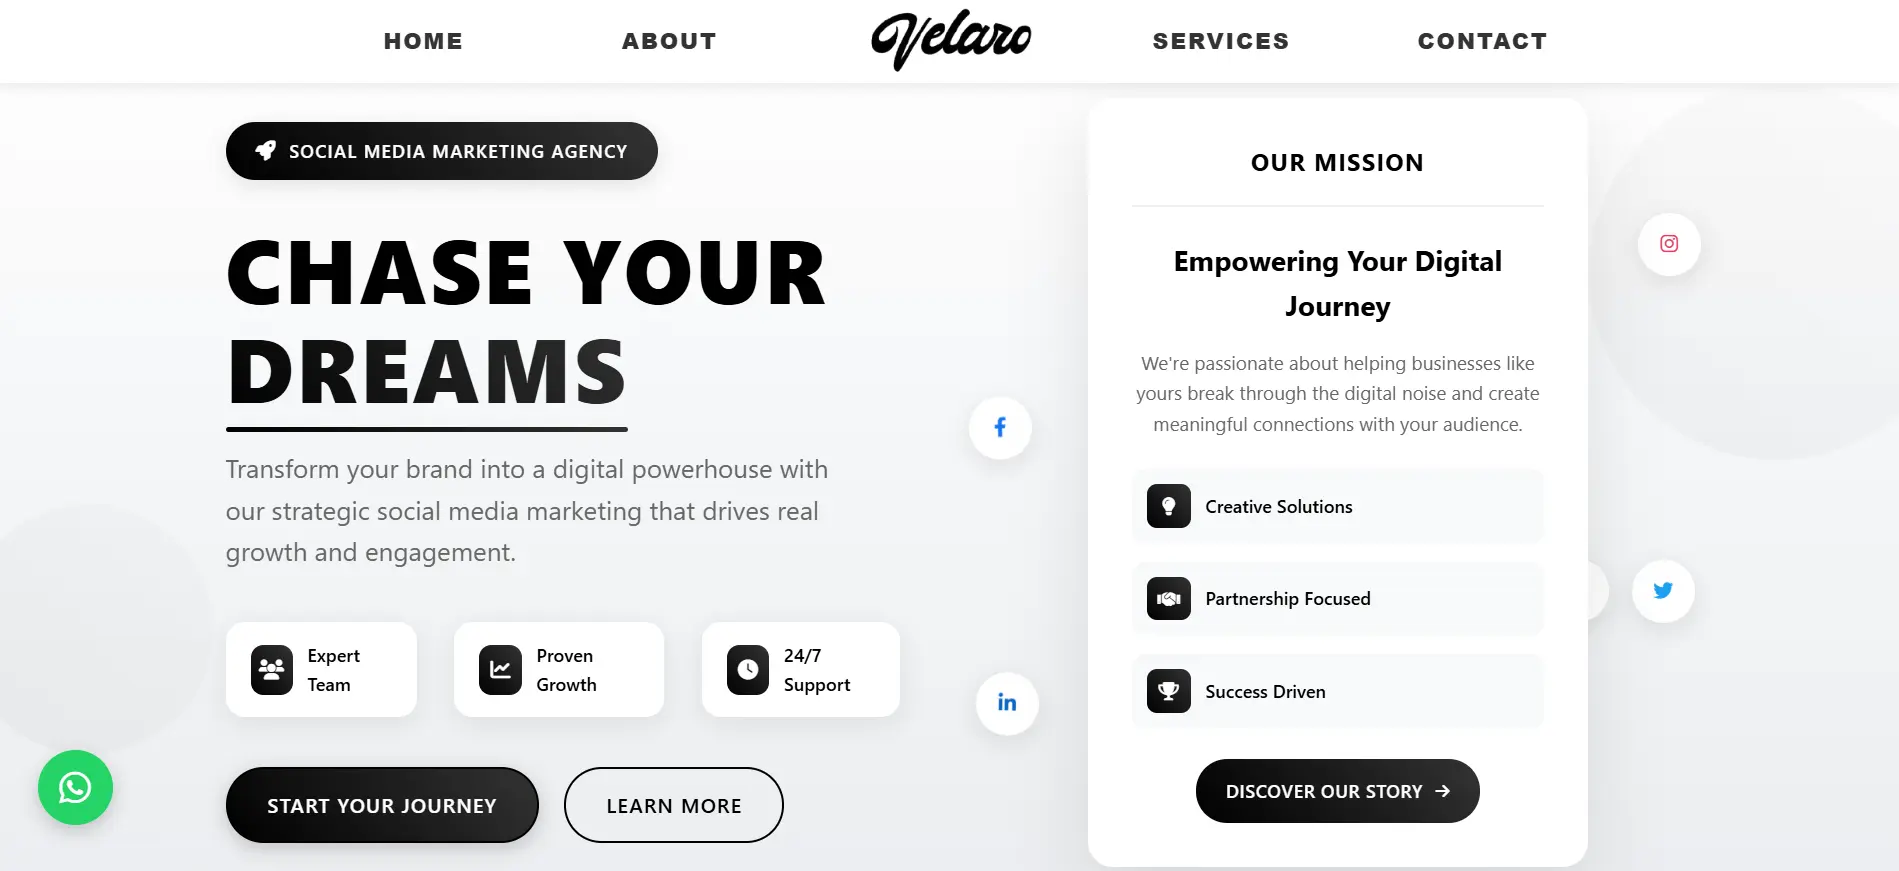 HOME
ABOUT
Velaro
SERVICES
CONTACT
SOCIAL MEDIA MARKETING AGENCY
CHASE YOUR
DREAMS
Transform your brand into a digital powerhouse with
our strategic social media marketing that drives real
growth and engagement.
Expert
Team
Proven
Growth
24/7
Support
START YOUR JOURNEY
LEARN MORE
OUR MISSION
Empowering Your Digital
Journey
We're passionate about helping businesses like
yours break through the digital noise and create
meaningful connections with your audience.
Creative Solutions
Partnership Focused
Success Driven
DISCOVER OUR STORY